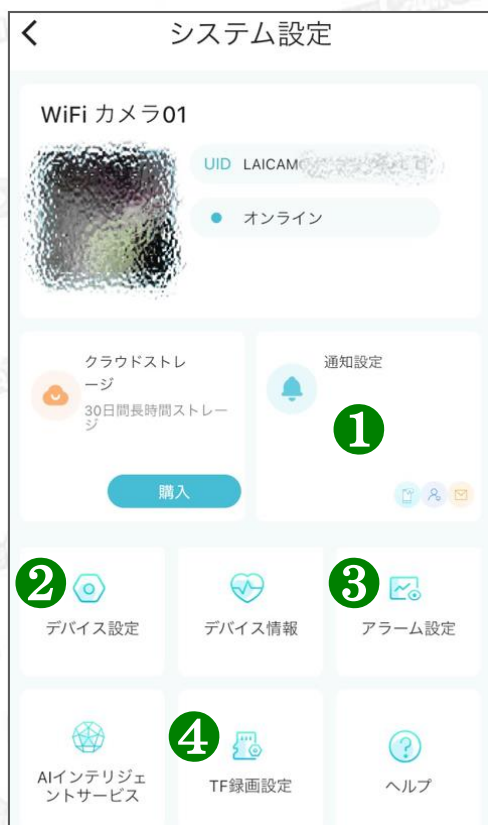 システム設定
WiFi カメラ01
UID LAICAM
オンライン
クラウドストレ
ージ
30日間長時間ストレー
ジ
購入
通知設定
❶
❷
デバイス設定
デバイス情報
❸
アラーム設定
AIインテリジェ
ントサービス
❹
TF録画設定
ヘルプ